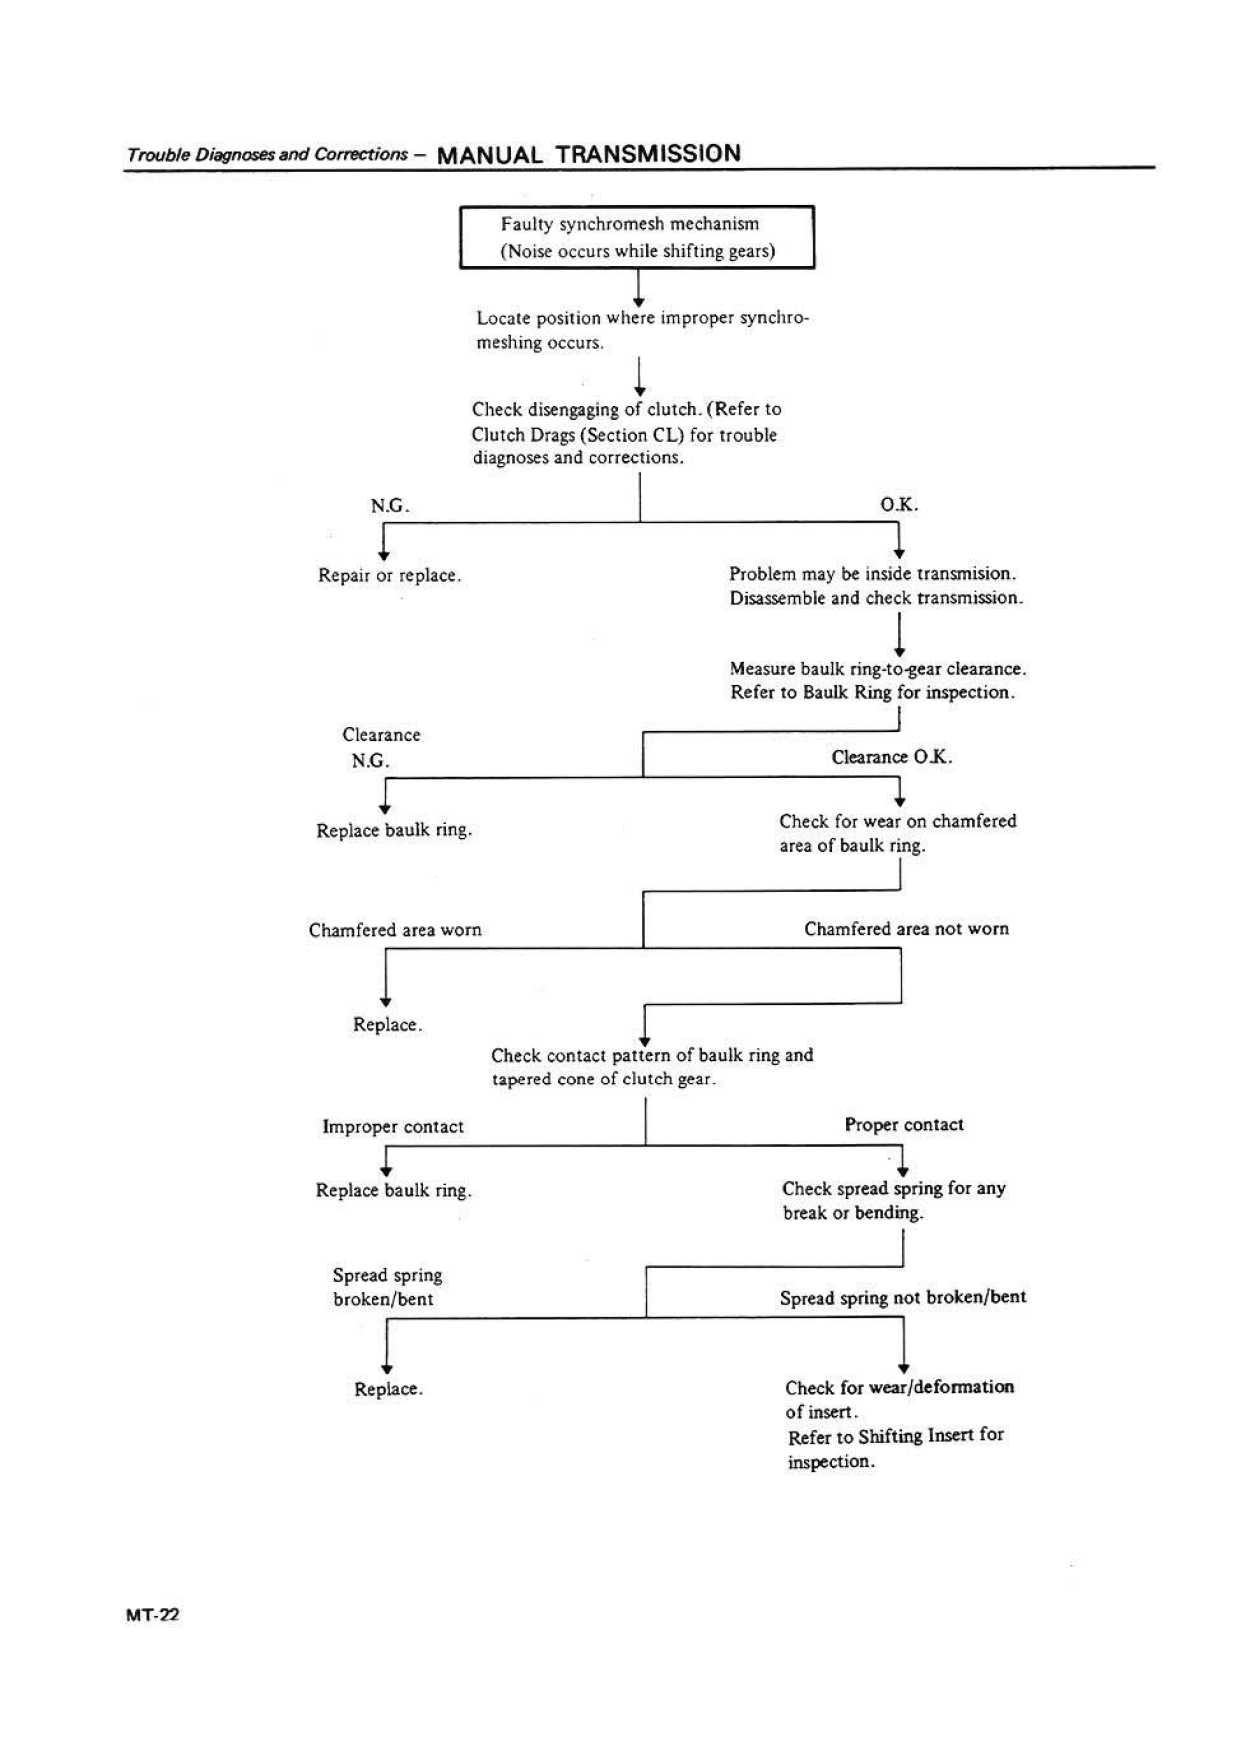 Trouble Diagnoses and Corrections – MANUAL TRANSMISSION
Faulty synchromesh mechanism
(Noise occurs while shifting gears)
Locate position where improper synchro-
meshing occurs.
Check disengaging of clutch. (Refer to
Clutch Drags (Section CL) for trouble
diagnoses and corrections.
N.G.
O.K.
Repair or replace.
Problem may be inside transmision.
Disassemble and check transmission.
Measure baulk ring-to-gear clearance.
Refer to Baulk Ring for inspection.
Clearance
N.G.
Clearance O.K.
Replace baulk ring.
Check for wear on chamfered
area of baulk ring.
Chamfered area worn
Chamfered area not worn
Replace.
Check contact pattern of baulk ring and
tapered cone of clutch gear.
Improper contact
Proper contact
Replace baulk ring.
Check spread spring for any
break or bending.
Spread spring
broken/bent
Spread spring not broken/bent
Replace.
Check for wear/deformation
of insert.
Refer to Shifting Insert for
inspection.
MT-22